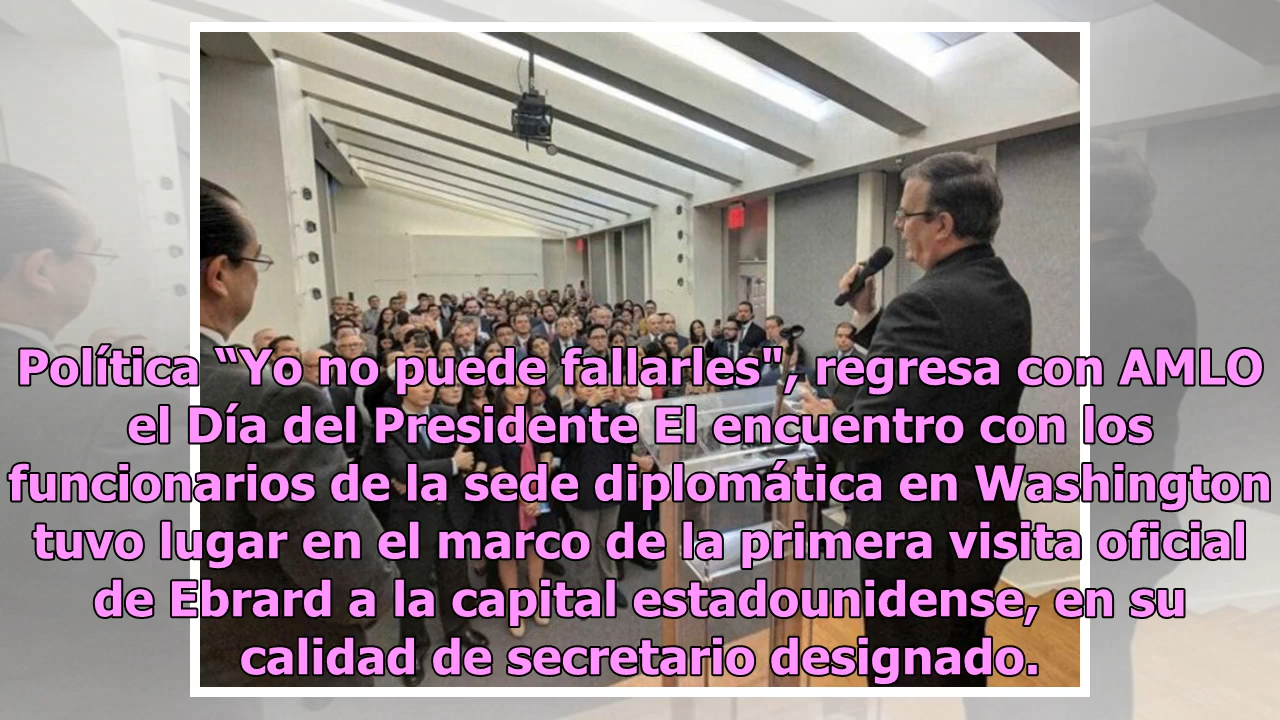 Política “Yo no puede fallarles", regresa con AMLO
el Día del Presidente El encuentro con los
funcionarios de la sede diplomática en Washington
tuvo lugar en el marco de la primera visita oficial
de Ebrard a la capital estadounidense, en su
calidad de secretario designado.